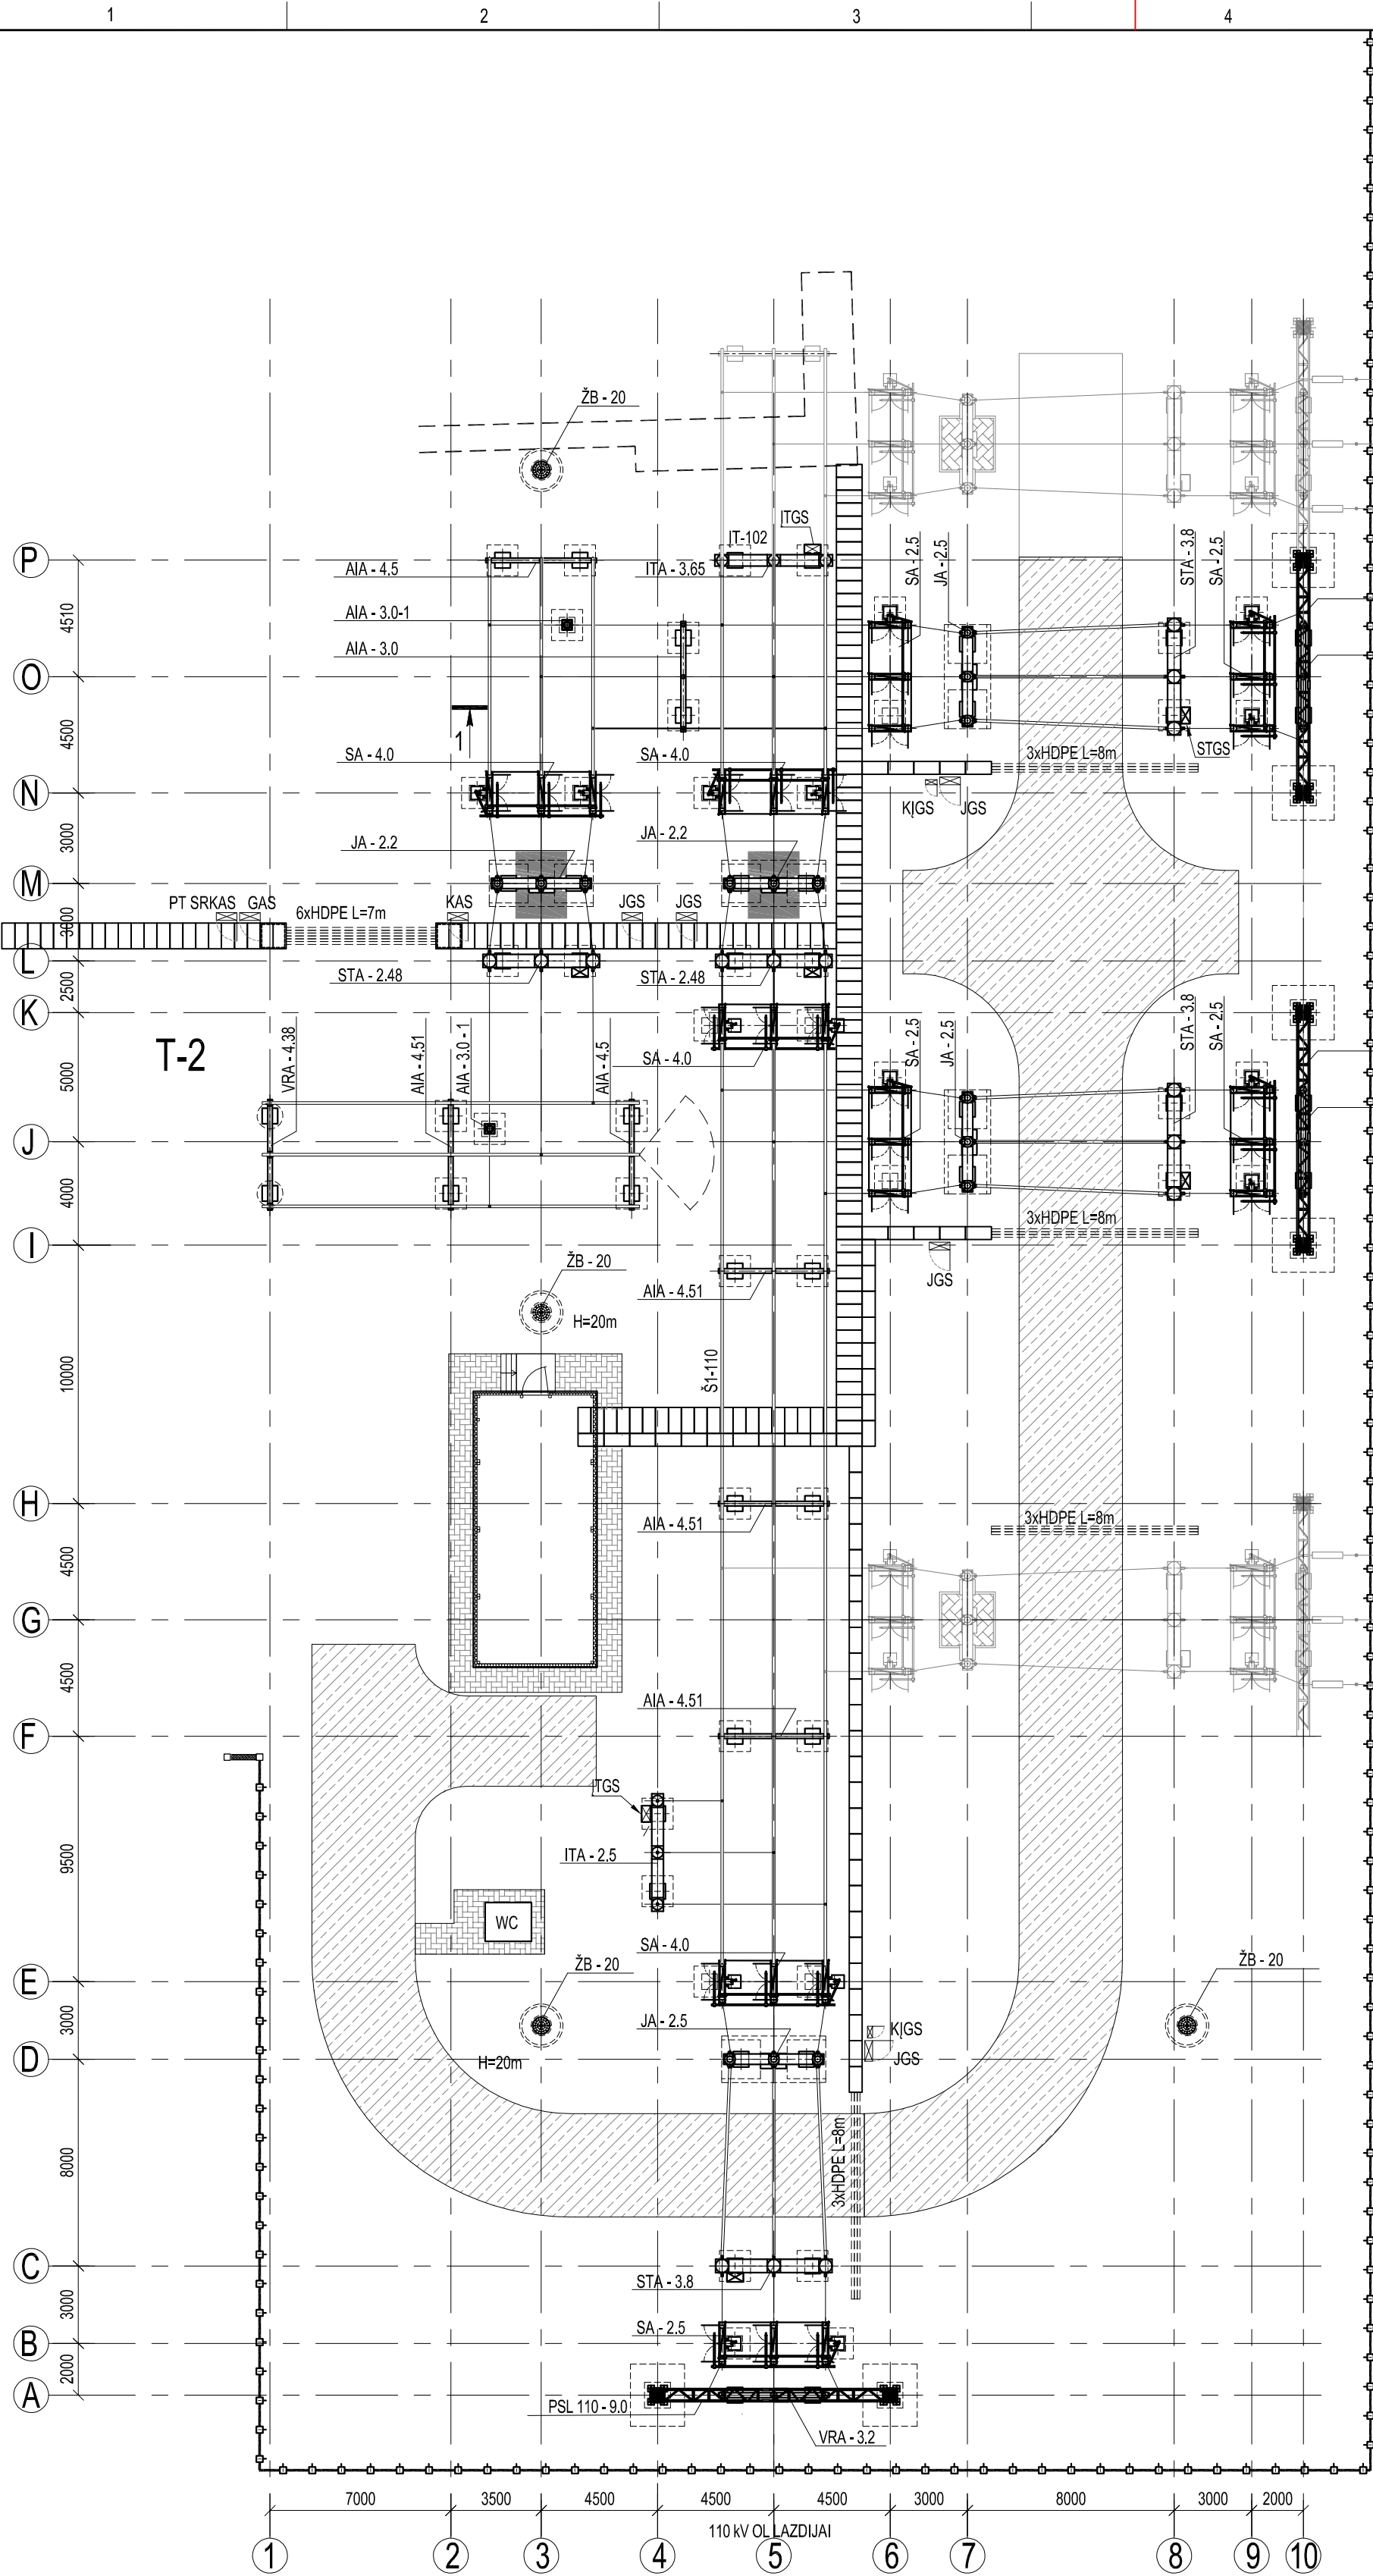 1 2 3 4
ŽB - 20
ITGS
IT-102
P
AIA - 4.5
ITA - 3.65
SA - 2.5
JA - 2.5
STA - 3.8
SA - 2.5
4510
AIA - 3.0-1
AIA - 3.0
O
4500
1
STGS
SA - 4.0
SA - 4.0
3xHDPE L=8m
N
KĮGS
JGS
3000
JA - 2.2
JA - 2.2
M
PT SRKAS
GAS
6xHDPE L=7m
KAS
JGS
JGS
3000
L
STA - 2.48
STA - 2.48
2500
K
T-2
VRA - 4.38
AIA - 4.51
AIA - 3.0 - 1
AIA - 4.5
SA - 4.0
SA - 2.5
JA - 2.5
STA - 3.8
SA - 2.5
5000
J
4000
3xHDPE L=8m
I
ŽB - 20
AIA - 4.51
JGS
H=20m
10000
Š1-110
H
AIA - 4.51
3xHDPE L=8m
4500
G
4500
AIA - 4.51
F
ITGS
9500
ITA - 2.5
WC
SA - 4.0
ŽB - 20
ŽB - 20
E
3000
JA - 2.5
KĮGS
JGS
D
H=20m
8000
3xHDPE L=8m
C
STA - 3.8
3000
SA - 2.5
B
2000
A
PSL 110 - 9.0
VRA - 3.2
7000 3500 4500 4500 4500 3000 8000 3000 2000
110 kV OL LAZDIJAI
1 2 3 4 5 6 7 8 9 10